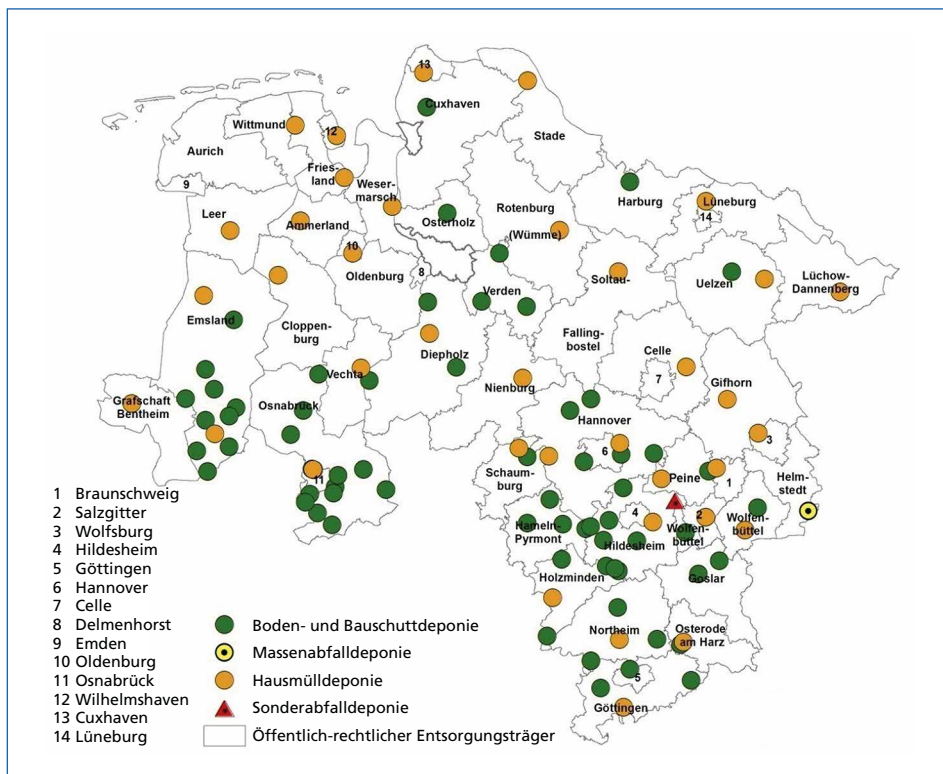 13
Cuxhaven
Stade
Wittmund
12
Aurich
Fries-
land
Weser-
marsch
9
Harburg
Lüneburg
14
Leer
Ammerland
Osterholz
Rotenburg
(Wümme)
10
Oldenburg
8
Verden
Soltau-
Uelzen
Lüchow-
Dannenberg
Emsland
Cloppen-
burg
Diepholz
Falling-
bostel
Celle
7
Vechta
Nienburg
Gifhorn
Grafschaft
Bentheim
Osnabrück
Hannover
3
6
Schaum-
burg
Peine
1
Helm-
stedt
11
4
2
Hameln-
Pyrmont
Hildesheim
Wolfen-
büttel
Wolfen-
büttel
Holzminden
Goslar
Northeim
Osterode
am Harz
5
Göttingen
1 Braunschweig
2 Salzgitter
3 Wolfsburg
4 Hildesheim
5 Göttingen
6 Hannover
7 Celle
8 Delmenhorst
9 Emden
10 Oldenburg
11 Osnabrück
12 Wilhelmshaven
13 Cuxhaven
14 Lüneburg
Boden- und Bauschuttdeponie
Massenabfalldeponie
Hausmülldeponie
Sonderabfalldeponie
Öffentlich-rechtlicher Entsorgungsträger